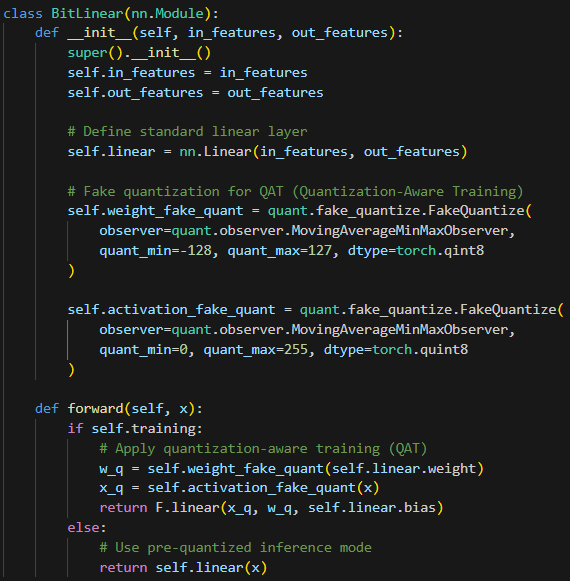 class BitLinear(nn.Module):
    def __init__(self, in_features, out_features):
        super().__init__()
        self.in_features = in_features
        self.out_features = out_features

        # Define standard linear layer
        self.linear = nn.Linear(in_features, out_features)

        # Fake quantization for QAT (Quantization-Aware Training)
        self.weight_fake_quant = quant.fake_quantize.FakeQuantize(
            observer=quant.observer.MovingAverageMinMaxObserver,
            quant_min=-128, quant_max=127, dtype=torch.qint8
        )

        self.activation_fake_quant = quant.fake_quantize.FakeQuantize(
            observer=quant.observer.MovingAverageMinMaxObserver,
            quant_min=0, quant_max=255, dtype=torch.quint8
        )

    def forward(self, x):
        if self.training:
            # Apply quantization-aware training (QAT)
            w_q = self.weight_fake_quant(self.linear.weight)
            x_q = self.activation_fake_quant(x)
            return F.linear(x_q, w_q, self.linear.bias)
        else:
            # Use pre-quantized inference mode
            return self.linear(x)